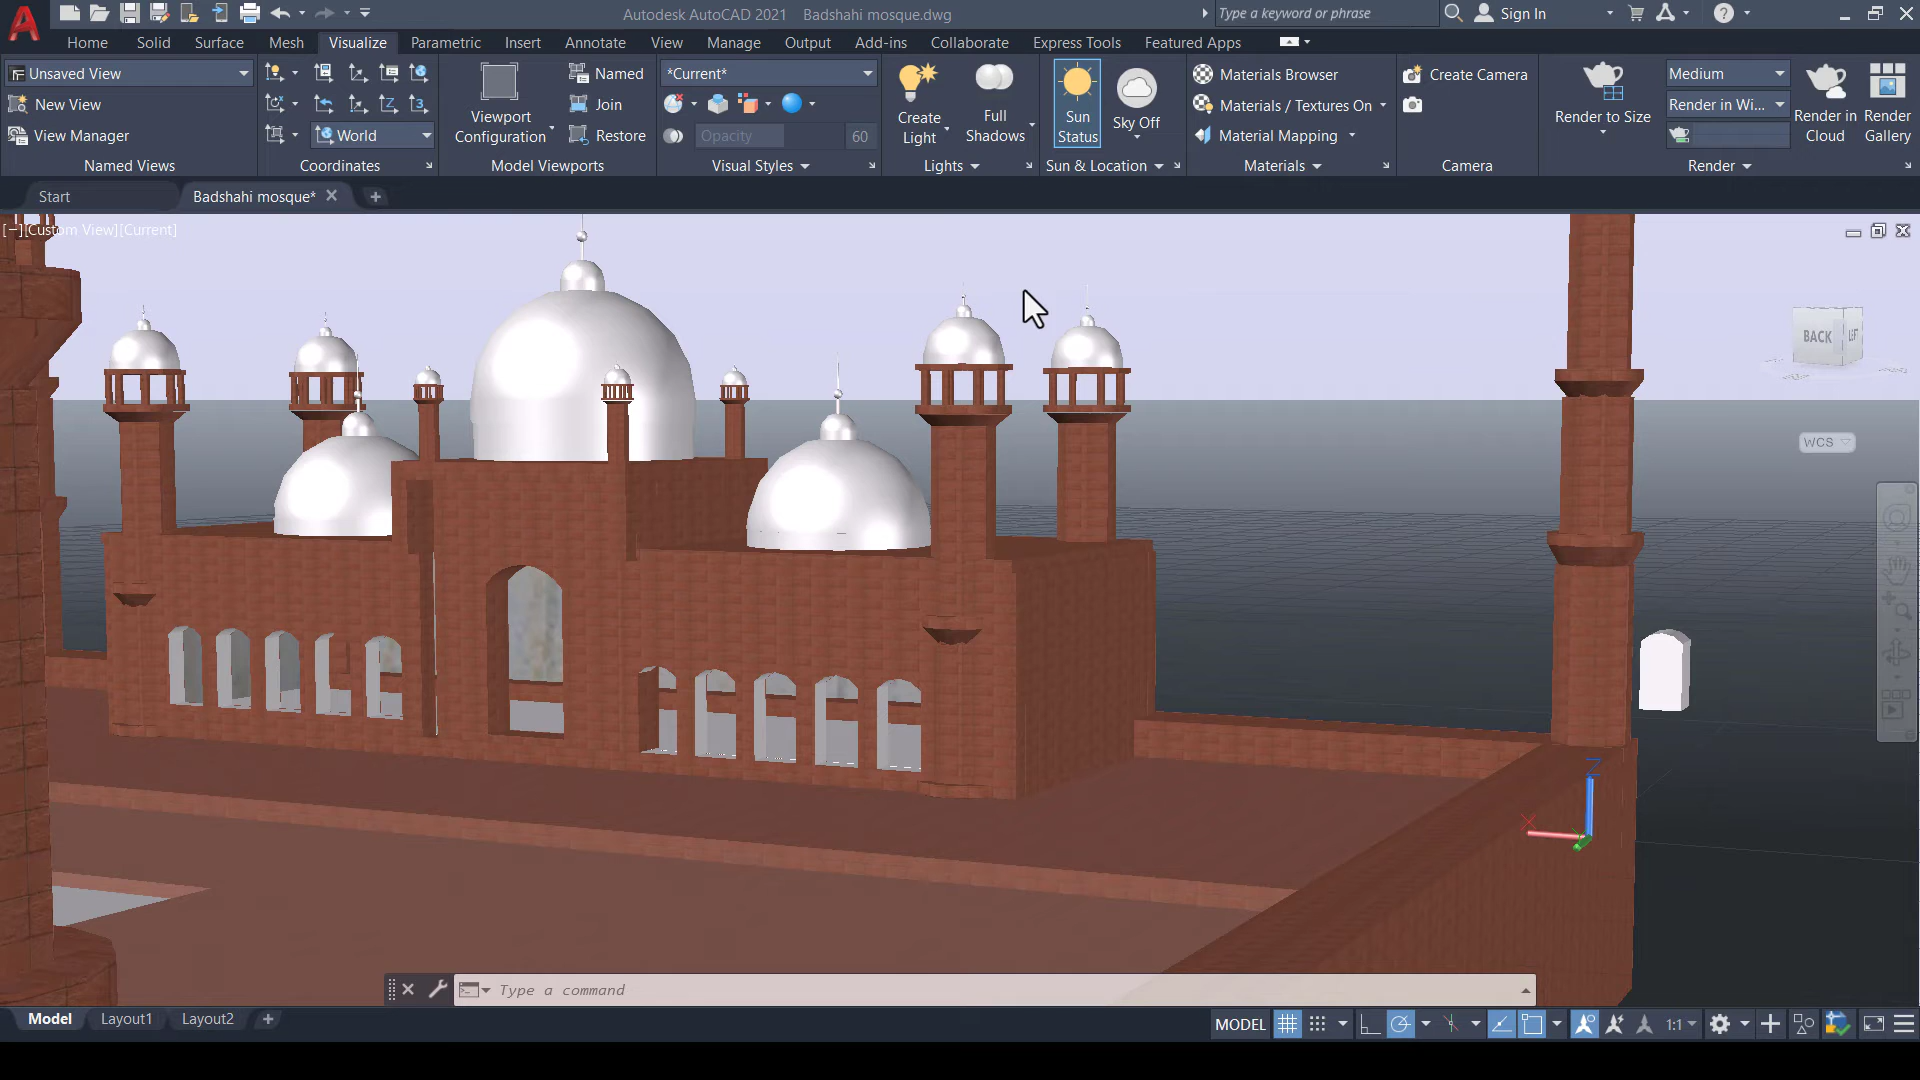 Autodesk AutoCAD 2021 Badshahi mosque.dwg
Type a keyword or phrase
Sign In
Home Solid Surface Mesh Visualize Parametric Insert Annotate View Manage Output Add-ins Collaborate Express Tools Featured Apps
Unsaved View
New View
View Manager
Named Views
World
Coordinates
Viewport
Configuration
Named
Join
Restore
Model Viewports
*Current*
Opacity 60
Visual Styles
Create
Light
Full
Shadows
Lights
Sun
Status
Sky Off
Sun & Location
Materials Browser
Materials / Textures On
Material Mapping
Materials
Create Camera
Camera
Render to Size
Medium
Render in Wi...
Render in
Cloud
Render
Gallery
Render
Start
Badshahi mosque*
[−][Custom View][Current]
BACK
LEFT
WCS
Z
X
Y
Type a command
Model Layout1 Layout2
MODEL
1:1